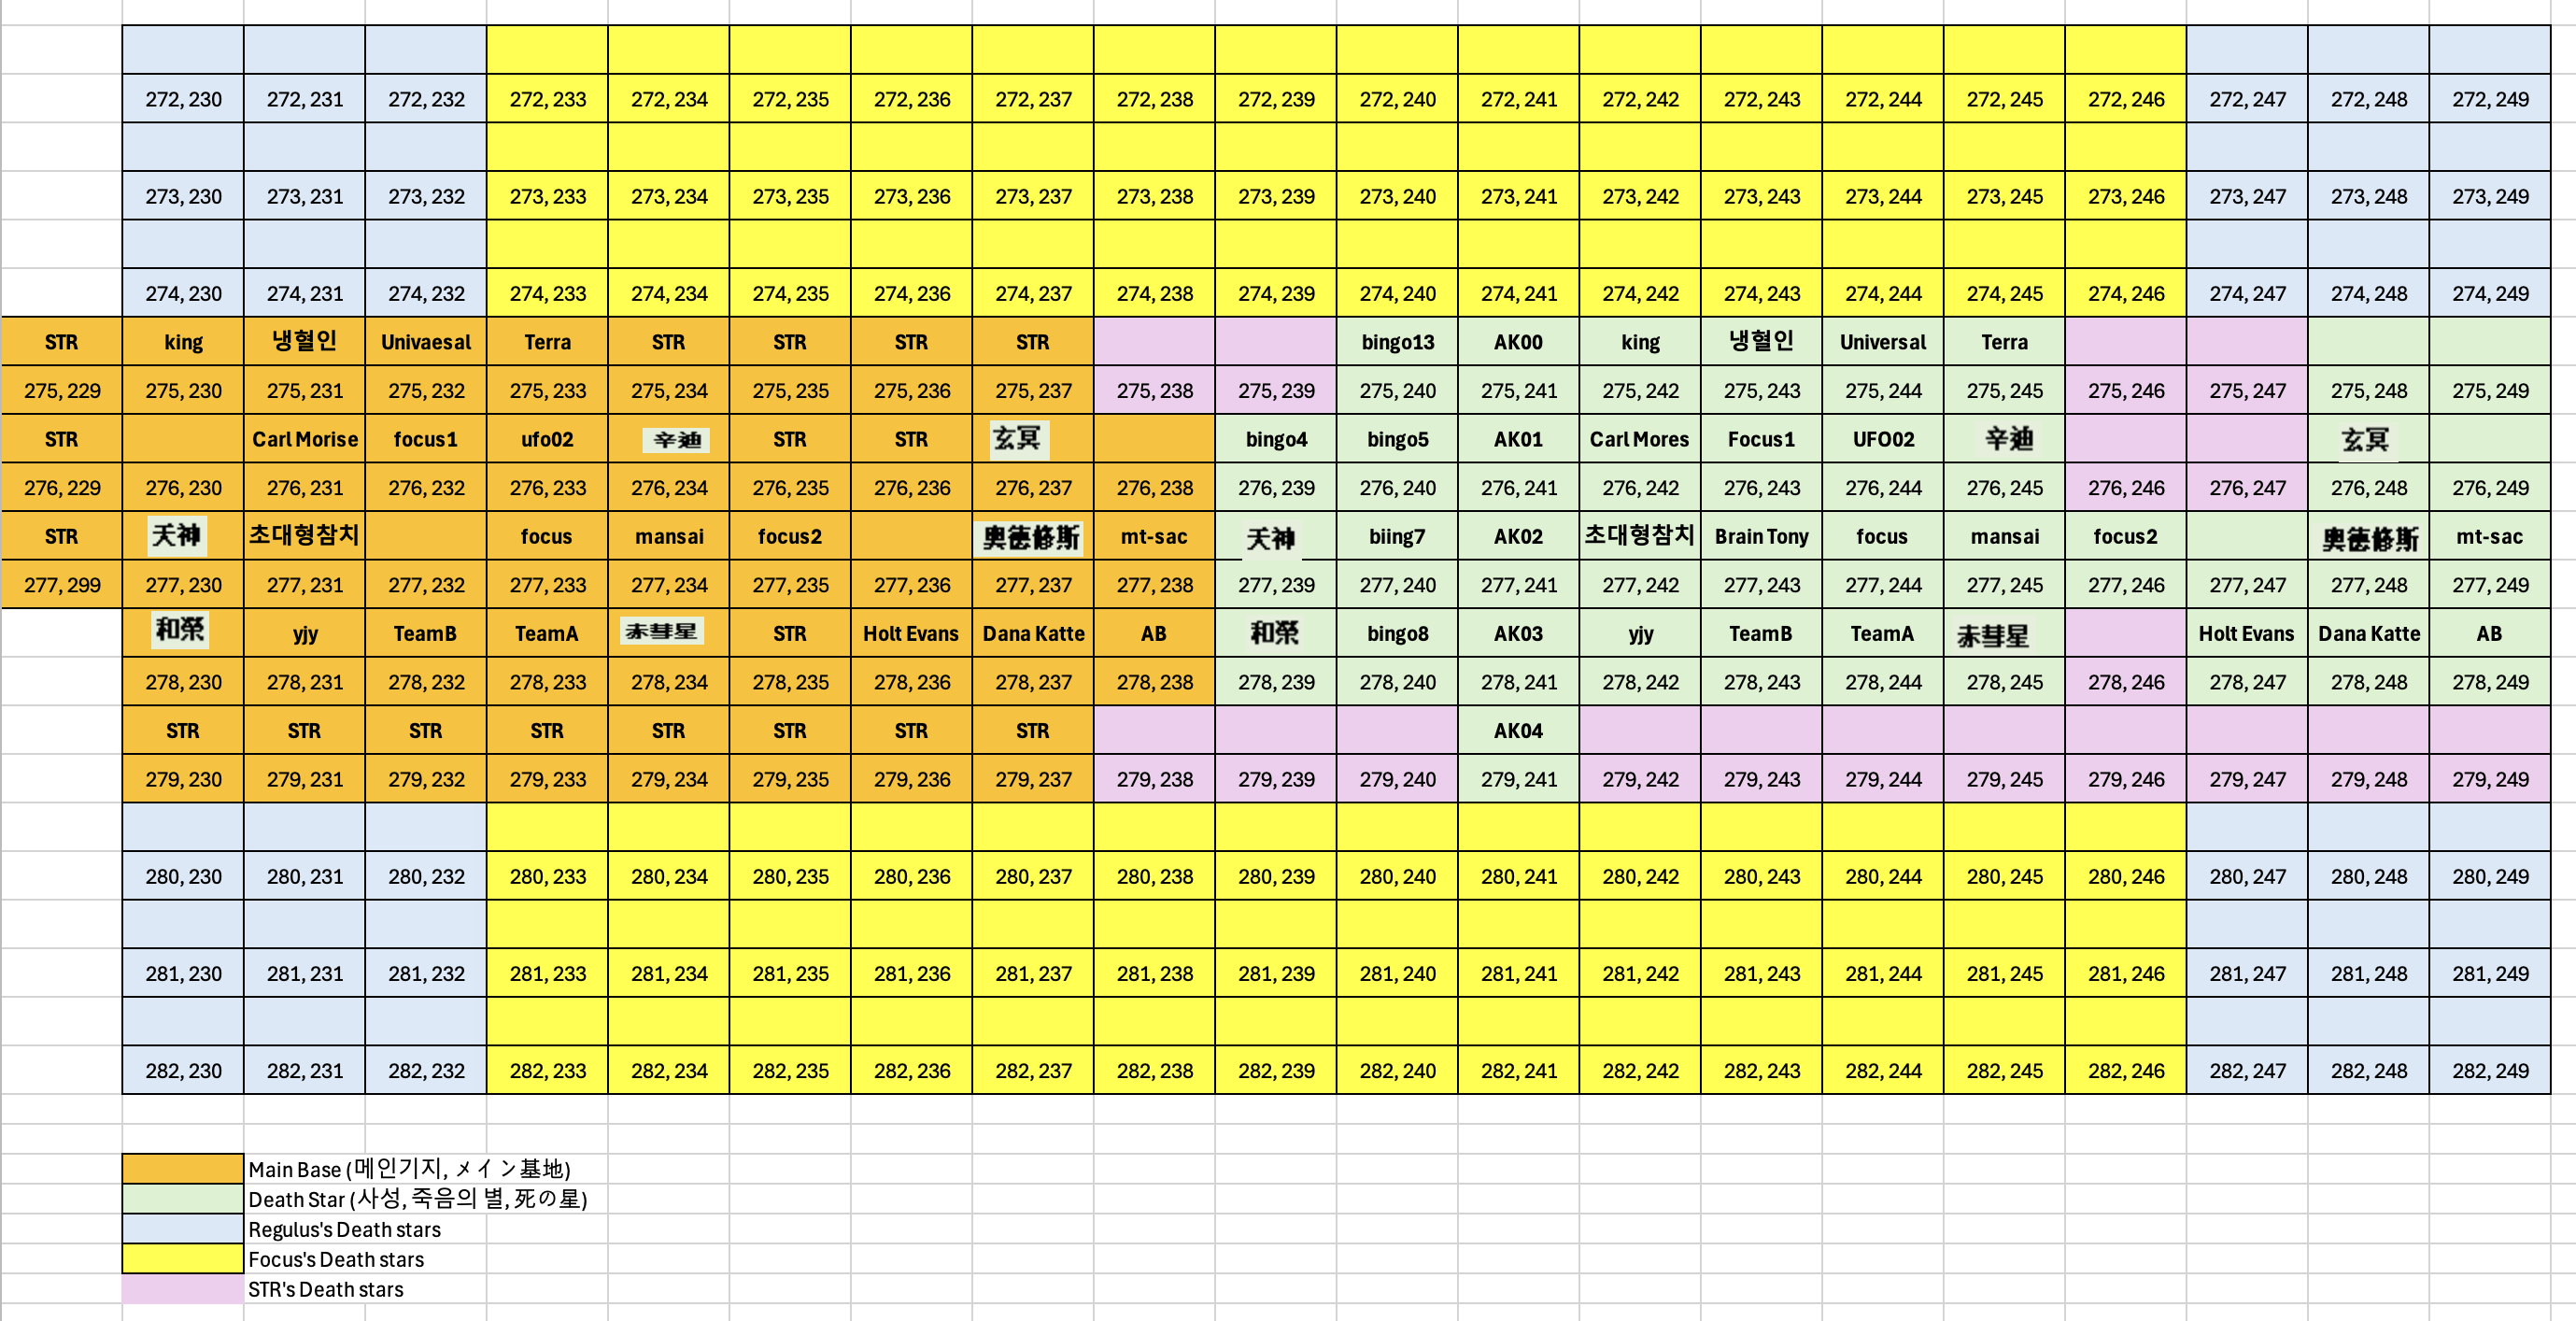 272, 230 272, 231 272, 232 272, 233 272, 234 272, 235 272, 236 272, 237 272, 238 272, 239 272, 240 272, 241 272, 242 272, 243 272, 244 272, 245 272, 246 272, 247 272, 248 272, 249
273, 230 273, 231 273, 232 273, 233 273, 234 273, 235 273, 236 273, 237 273, 238 273, 239 273, 240 273, 241 273, 242 273, 243 273, 244 273, 245 273, 246 273, 247 273, 248 273, 249
274, 230 274, 231 274, 232 274, 233 274, 234 274, 235 274, 236 274, 237 274, 238 274, 239 274, 240 274, 241 274, 242 274, 243 274, 244 274, 245 274, 246 274, 247 274, 248 274, 249
STR king 냉혈인 Univaesal Terra STR STR STR STR bingo13 AK00 king 냉혈인 Universal Terra
275, 229 275, 230 275, 231 275, 232 275, 233 275, 234 275, 235 275, 236 275, 237 275, 238 275, 239 275, 240 275, 241 275, 242 275, 243 275, 244 275, 245 275, 246 275, 247 275, 248 275, 249
STR Carl Morise focus1 ufo02 辛迪 STR STR 玄冥 bingo4 bingo5 AK01 Carl Mores Focus1 UFO02 辛迪 玄冥
276, 229 276, 230 276, 231 276, 232 276, 233 276, 234 276, 235 276, 236 276, 237 276, 238 276, 239 276, 240 276, 241 276, 242 276, 243 276, 244 276, 245 276, 246 276, 247 276, 248 276, 249
STR 天神 초대형참치 focus mansai focus2 奧德修斯 mt-sac 天神 biing7 AK02 초대형참치 Brain Tony focus mansai focus2 奧德修斯 mt-sac
277, 299 277, 230 277, 231 277, 232 277, 233 277, 234 277, 235 277, 236 277, 237 277, 238 277, 239 277, 240 277, 241 277, 242 277, 243 277, 244 277, 245 277, 246 277, 247 277, 248 277, 249
和榮 yjy TeamB TeamA 赤彗星 STR Holt Evans Dana Katte AB 和榮 bingo8 AK03 yjy TeamB TeamA 赤彗星 Holt Evans Dana Katte AB
278, 230 278, 231 278, 232 278, 233 278, 234 278, 235 278, 236 278, 237 278, 238 278, 239 278, 240 278, 241 278, 242 278, 243 278, 244 278, 245 278, 246 278, 247 278, 248 278, 249
STR STR STR STR STR STR STR STR AK04
279, 230 279, 231 279, 232 279, 233 279, 234 279, 235 279, 236 279, 237 279, 238 279, 239 279, 240 279, 241 279, 242 279, 243 279, 244 279, 245 279, 246 279, 247 279, 248 279, 249
280, 230 280, 231 280, 232 280, 233 280, 234 280, 235 280, 236 280, 237 280, 238 280, 239 280, 240 280, 241 280, 242 280, 243 280, 244 280, 245 280, 246 280, 247 280, 248 280, 249
281, 230 281, 231 281, 232 281, 233 281, 234 281, 235 281, 236 281, 237 281, 238 281, 239 281, 240 281, 241 281, 242 281, 243 281, 244 281, 245 281, 246 281, 247 281, 248 281, 249
282, 230 282, 231 282, 232 282, 233 282, 234 282, 235 282, 236 282, 237 282, 238 282, 239 282, 240 282, 241 282, 242 282, 243 282, 244 282, 245 282, 246 282, 247 282, 248 282, 249
Main Base (메인기지, メイン基地)
Death Star (사성, 죽음의 별, 死の星)
Regulus's Death stars
Focus's Death stars
STR's Death stars